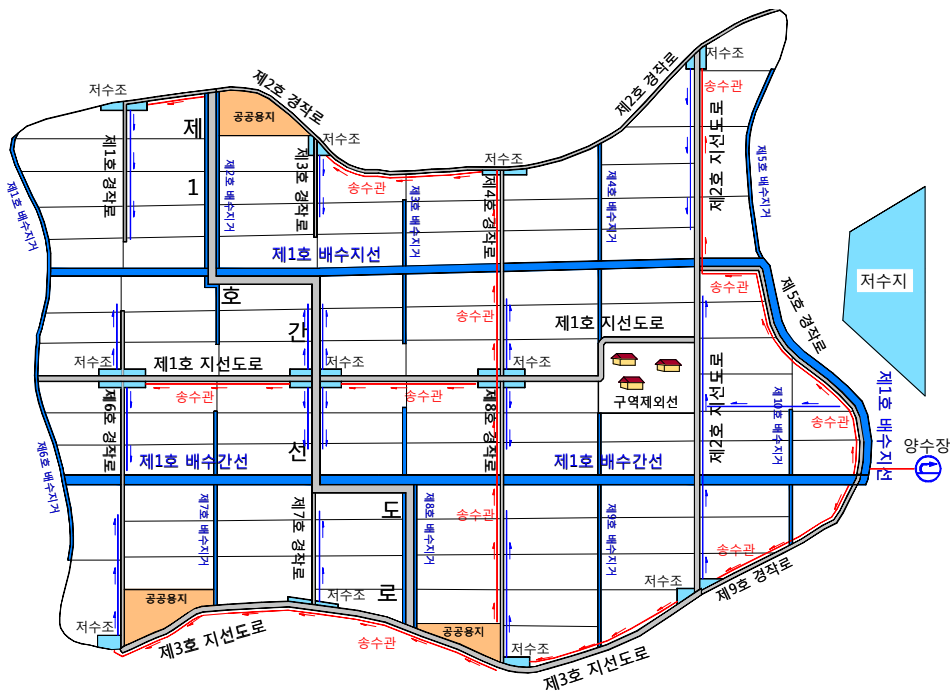 저수조
제2호 경작로
공공용지
제
1
호
간
선
도
로
제1호 경작로
제2호 배수지거
제3호 경작로
저수조
송수관
제3호 배수지거
저수조
제4호 경작로
제2호 경작로
제4호 배수지거
저수조
송수관
제2호 지선도로
제5호 배수지거
제1호 배수지거
제1호 배수지선
저수지
송수관
제5호 경작로
송수관
제1호 지선도로
저수조
제1호 지선도로
저수조
저수조
송수관
송수관
구역제외선
제2호 지선도로
제10호 배수지거
송수관
제1호 배수지선
양수장
제6호 경작로
제8호 경작로
제6호 배수지거
제1호 배수간선
제1호 배수간선
제7호 배수지거
제7호 경작로
제8호 배수지거
송수관
제9호 배수지거
송수관
저수조
제9호 경작로
공공용지
저수조
저수조
제3호 지선도로
송수관
공공용지
저수조
제3호 지선도로